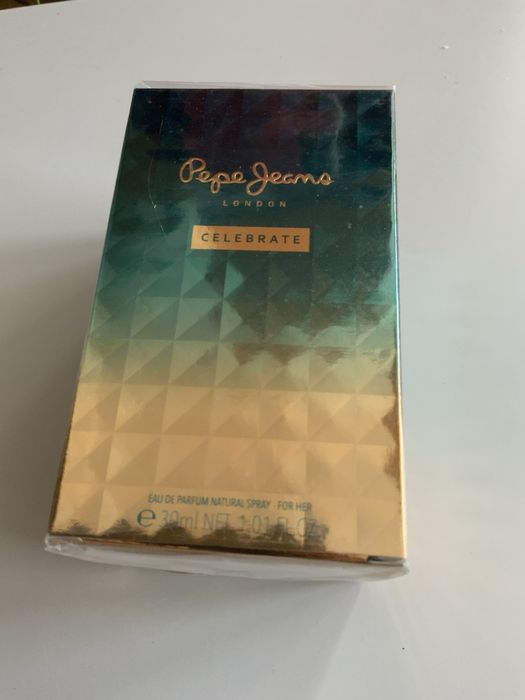 Pepe Jeans
LONDON
CELEBRATE
EAU DE PARFUM NATURAL SPRAY · FOR HER
℮ 30ml NET 1.01 FL.OZ.